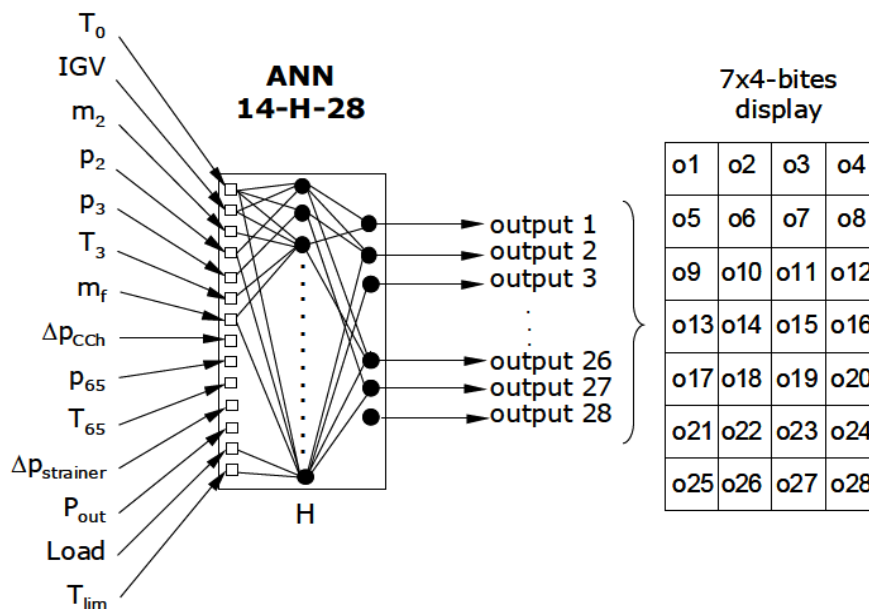 T0
IGV
m2
p2
p3
T3
mf
ΔpCCh
p65
T65
Δpstrainer
Pout
Load
Tlim
ANN
14-H-28
H
output 1
output 2
output 3
output 26
output 27
output 28
7x4-bites
display
o1 o2 o3 o4
o5 o6 o7 o8
o9 o10 o11 o12
o13 o14 o15 o16
o17 o18 o19 o20
o21 o22 o23 o24
o25 o26 o27 o28